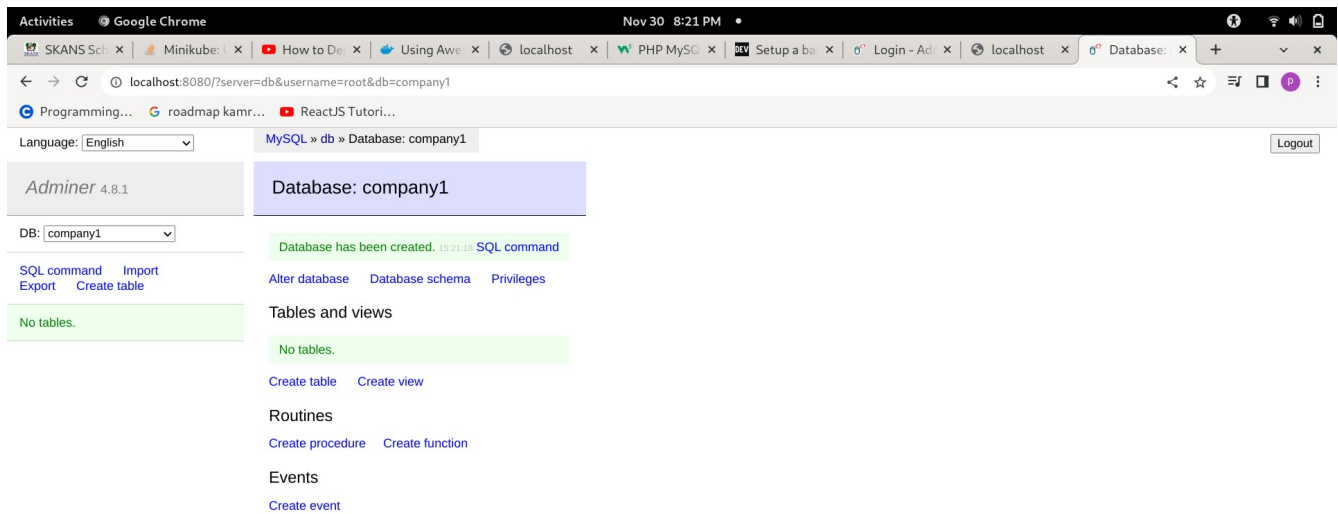 Activities Google Chrome Nov 30 8:21 PM
SKANS Sch Minikube: How to De Using Awe localhost PHP MySQ DEV Setup a ba Login - Ad localhost Database:
localhost:8080/?server=db&username=root&db=company1 P
Programming... G roadmap kamr... ReactJS Tutori...
Language: English MySQL » db » Database: company1 Logout
Adminer 4.8.1 Database: company1
DB: company1
Database has been created. 15:21:18 SQL command
SQL command Import
Export Create table
Alter database Database schema Privileges
No tables.
Tables and views
No tables.
Create table Create view
Routines
Create procedure Create function
Events
Create event